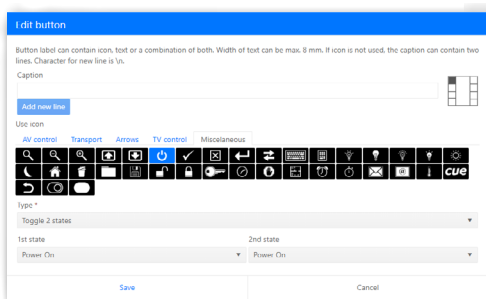 Edit button
Button label can contain icon, text or a combination of both. Width of text can be max. 8 mm. If icon is not used, the caption can contain two
lines. Character for new line is \n.
Caption
Add new line
Use icon
AV control Transport Arrows TV control Miscelaneous
cue
Type *
Toggle 2 states
1st state 2nd state
Power On Power On
Save Cancel